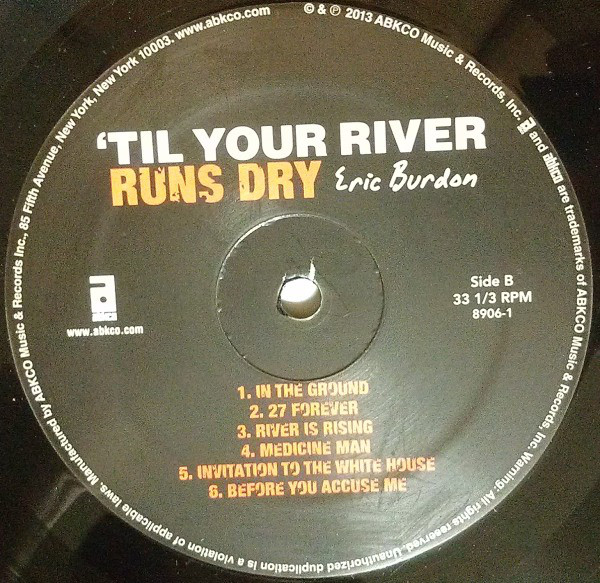 Manufactured by ABKCO Music & Records Inc., 85 Fifth Avenue, New York, New York 10003. www.abkco.com
© & ℗ 2013 ABKCO Music & Records, Inc. a and abkco are trademarks of ABKCO Music & Records, Inc. Warning: All rights reserved. Unauthorized duplication is a violation of applicable laws.
'TIL YOUR RIVER
RUNS DRY Eric Burdon
a
abkco
www.abkco.com
Side B
33 1/3 RPM
8906-1
1. IN THE GROUND
2. 27 FOREVER
3. RIVER IS RISING
4. MEDICINE MAN
5. INVITATION TO THE WHITE HOUSE
6. BEFORE YOU ACCUSE ME